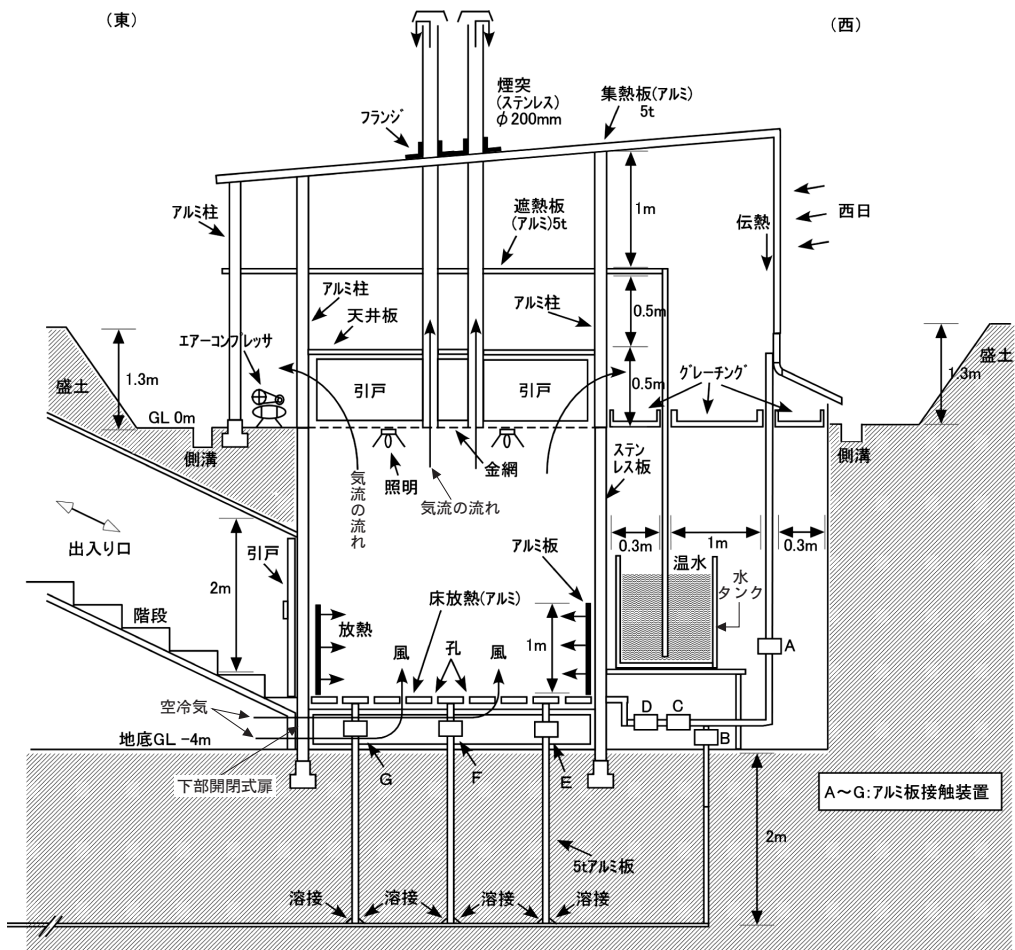 (東)
(西)
煙突
(ステンレス)
φ200mm
集熱板(アルミ)
5t
フランジ
アルミ柱
遮熱板
(アルミ)5t
1m
伝熱
西日
アルミ柱
天井板
アルミ柱
0.5m
エアーコンプレッサ
盛土
1.3m
GL 0m
側溝
引戸
引戸
0.5m
グレーチング
盛土
1.3m
側溝
照明
金網
気流の流れ
気流の流れ
ステン
レス板
出入り口
引戸
2m
階段
0.3m
1m
0.3m
アルミ板
温水
水
タンク
床放熱(アルミ)
放熱
風
孔
風
1m
A
空冷気
D
C
B
地底GL -4m
下部開閉式扉
G
F
E
A～G:アルミ板接触装置
2m
5tアルミ板
溶接
溶接
溶接
溶接